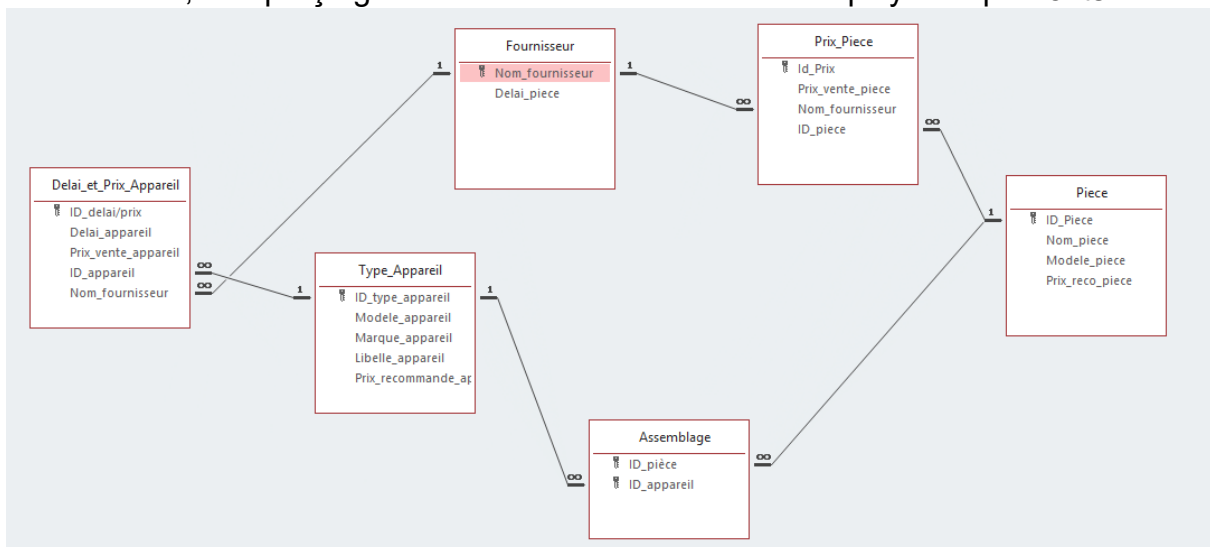 Fournisseur
Nom_fournisseur
Delai_piece
Prix_Piece
Id_Prix
Prix_vente_piece
Nom_fournisseur
ID_piece
Delai_et_Prix_Appareil
ID_delai/prix
Delai_appareil
Prix_vente_appareil
ID_appareil
Nom_fournisseur
Type_Appareil
ID_type_appareil
Modele_appareil
Marque_appareil
Libelle_appareil
Prix_recommande_ap
Piece
ID_Piece
Nom_piece
Modele_piece
Prix_reco_piece
Assemblage
ID_pièce
ID_appareil
1
1
∞
∞
1
∞
∞
1
1
∞
∞